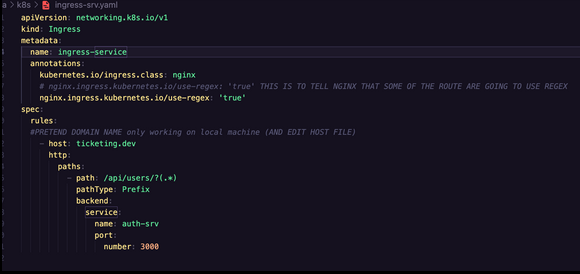 a > k8s > ingress-srv.yaml
apiVersion: networking.k8s.io/v1
kind: Ingress
metadata:
  name: ingress-service
  annotations:
    kubernetes.io/ingress.class: nginx
    # nginx.ingress.kubernetes.io/use-regex: 'true' THIS IS TO TELL NGINX THAT SOME OF THE ROUTE ARE GOING TO USE REGEX
    nginx.ingress.kubernetes.io/use-regex: 'true'
spec:
  rules:
  #PRETEND DOMAIN NAME only working on local machine (AND EDIT HOST FILE)
    - host: ticketing.dev
      http:
        paths:
          - path: /api/users/?(.*)
            pathType: Prefix
            backend:
              service:
                name: auth-srv
                port:
                  number: 3000